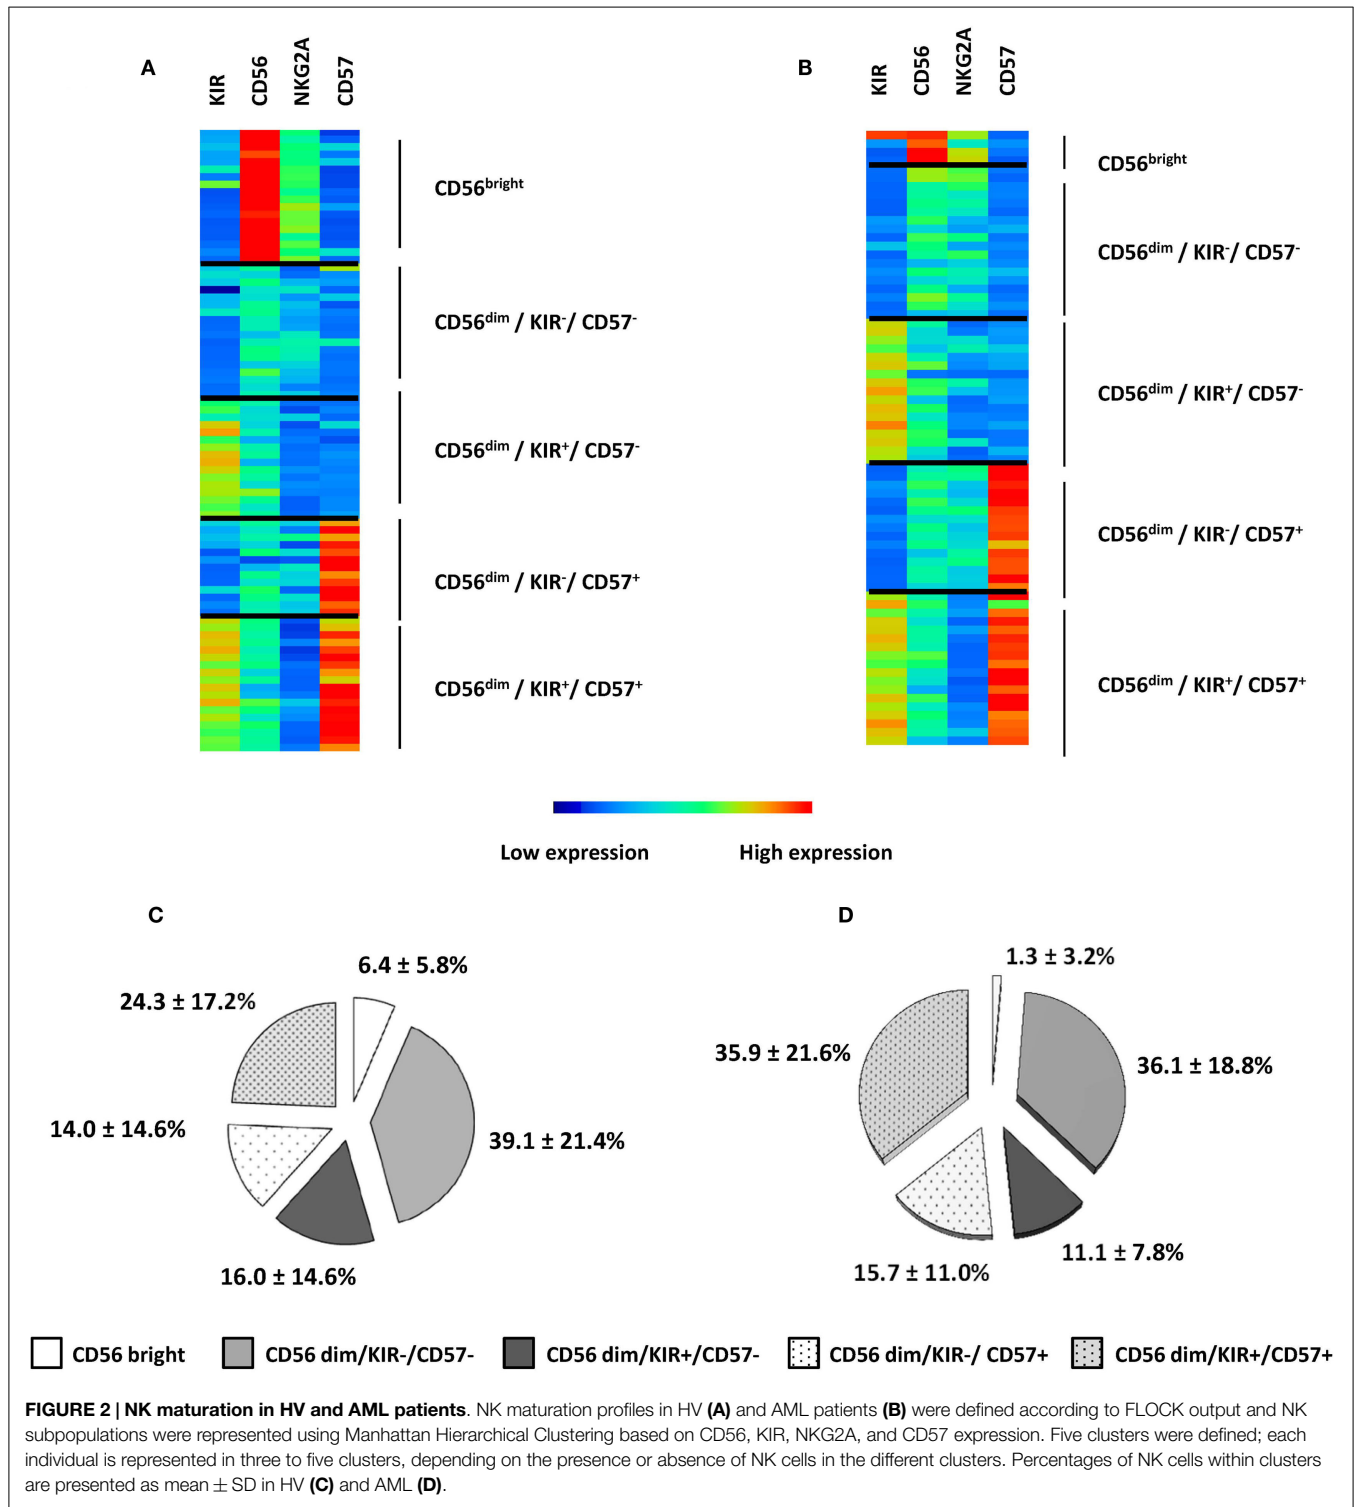 A
KIR
CD56
NKG2A
CD57
B
KIR
CD56
NKG2A
CD57
CD56bright
CD56dim / KIR-/ CD57-
CD56dim / KIR+/ CD57-
CD56dim / KIR-/ CD57+
CD56dim / KIR+/ CD57+
CD56bright
CD56dim / KIR-/ CD57-
CD56dim / KIR+/ CD57-
CD56dim / KIR-/ CD57+
CD56dim / KIR+/ CD57+
Low expression
High expression
C
6.4 ± 5.8%
24.3 ± 17.2%
14.0 ± 14.6%
39.1 ± 21.4%
16.0 ± 14.6%
D
1.3 ± 3.2%
35.9 ± 21.6%
36.1 ± 18.8%
11.1 ± 7.8%
15.7 ± 11.0%
CD56 bright
CD56 dim/KIR-/CD57-
CD56 dim/KIR+/CD57-
CD56 dim/KIR-/ CD57+
CD56 dim/KIR+/CD57+
FIGURE 2 | NK maturation in HV and AML patients. NK maturation profiles in HV (A) and AML patients (B) were defined according to FLOCK output and NK
subpopulations were represented using Manhattan Hierarchical Clustering based on CD56, KIR, NKG2A, and CD57 expression. Five clusters were defined; each
individual is represented in three to five clusters, depending on the presence or absence of NK cells in the different clusters. Percentages of NK cells within clusters
are presented as mean ± SD in HV (C) and AML (D).